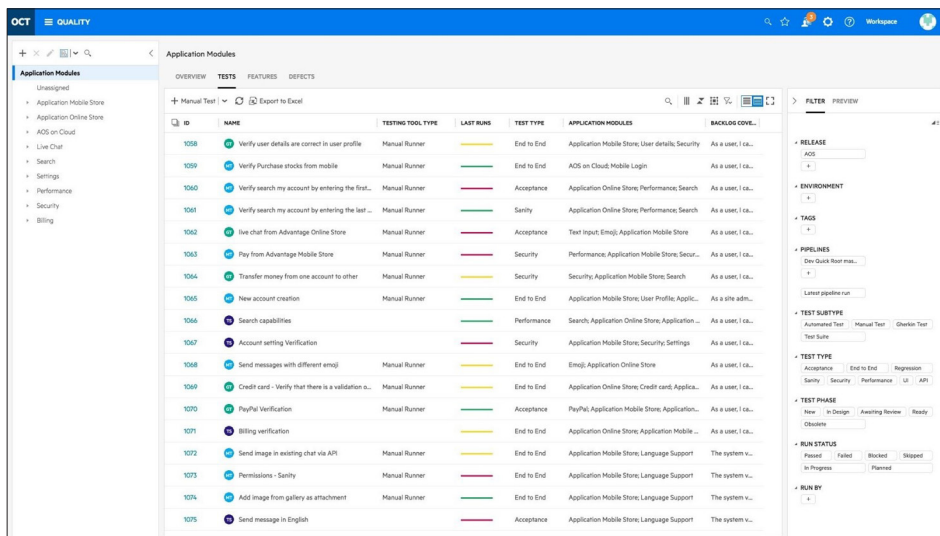 OCT QUALITY 2 Workspace
Application Modules
Unassigned
Application Mobile Store
Application Online Store
AOS on Cloud
Live Chat
Search
Settings
Performance
Security
Billing
Application Modules
OVERVIEW TESTS FEATURES DEFECTS
+ Manual Test Export to Excel
ID NAME TESTING TOOL TYPE LAST RUNS TEST TYPE APPLICATION MODULES BACKLOG COVE...
1058 GT Verify user details are correct in user profile Manual Runner End to End Application Mobile Store; User details; Security As a user, I ca...
1059 MT Verify Purchase stocks from mobile Manual Runner End to End AOS on Cloud; Mobile Login As a user, I ca...
1060 MT Verify search my account by entering the first... Manual Runner Acceptance Application Online Store; Performance; Search As a user, I ca...
1061 MT Verify search my account by entering the last ... Manual Runner Sanity Application Online Store; Performance; Search As a user, I ca...
1062 GT live chat from Advantage Online Store Manual Runner Acceptance Text input; Emoji; Application Mobile Store As a user, I ca...
1063 MT Pay from Advantage Mobile Store Manual Runner Security Performance; Application Mobile Store; Secur... As a user, I ca...
1064 GT Transfer money from one account to other Manual Runner Security Security; Application Mobile Store; Search As a user, I ca...
1065 MT New account creation Manual Runner End to End Application Mobile Store; User Profile; Applic... As a site adm...
1066 TS Search capabilities Performance Search; Application Online Store; Application ... As a user, I ca...
1067 TS Account setting Verification Security Application Mobile Store; Security; Settings As a user, I ca...
1068 MT Send messages with different emoji Manual Runner End to End Emoji; Application Online Store As a user, I ca...
1069 GT Credit card - Verify that there is a validation o... Manual Runner End to End Application Online Store; Credit card; Applica... As a user, I ca...
1070 GT PayPal Verification Manual Runner Acceptance PayPal; Application Mobile Store; Application... As a user, I ca...
1071 TS Billing verification End to End Application Online Store; Application Mobile ... As a user, I ca...
1072 MT Send image in existing chat via API Manual Runner End to End Application Mobile Store; Language Support The system v...
1073 MT Permissions - Sanity Manual Runner End to End Application Mobile Store; Language Support The system v...
1074 MT Add image from gallery as attachment Manual Runner End to End Application Mobile Store; Language Support The system v...
1075 TS Send message in English Acceptance Application Mobile Store; Language Support The system v...
FILTER PREVIEW
RELEASE
AOS
+
ENVIRONMENT
+
TAGS
+
PIPELINES
Dev Quick Root mas...
+
Latest pipeline run
TEST SUBTYPE
Automated Test Manual Test Gherkin Test
Test Suite
TEST TYPE
Acceptance End to End Regression
Sanity Security Performance UI API
TEST PHASE
New In Design Awaiting Review Ready
Obsolete
RUN STATUS
Passed Failed Blocked Skipped
In Progress Planned
RUN BY
+